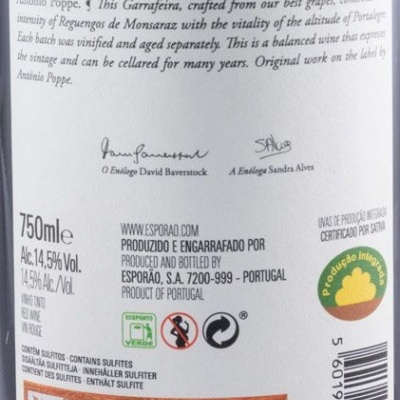 António Poppe. ¶ This Garrafeira, crafted from our best grapes,
intensity of Reguengos de Monsaraz with the vitality of the altitude of Portalegre.
Each batch was vinified and aged separately. This is a balanced wine that expresses
the vintage and can be cellared for many years. Original work on the label by
António Poppe.
O Enólogo David Baverstock
A Enóloga Sandra Alves
750ml e
Alc.14,5%Vol.
14,5% Alc./Vol.
VINHO TINTO
RED WINE
VIN ROUGE
WWW.ESPORAO.COM
PRODUZIDO E ENGARRAFADO POR
PRODUCED AND BOTTLED BY
ESPORÃO, S.A. 7200-999 - PORTUGAL
PRODUCT OF PORTUGAL
ECOPONTO
VERDE
UVAS DE PRODUÇÃO INTEGRADA
CERTIFICADO POR SATIVA
Produção Integrada
CONTÉM SULFITOS - CONTAINS SULFITES
SISÄLTÄÄ SULFIITTEJA - INNEHÅLLER SULFITER
CONTIENT DES SULFITES - ENTHÄLT SULFITE
5 6019